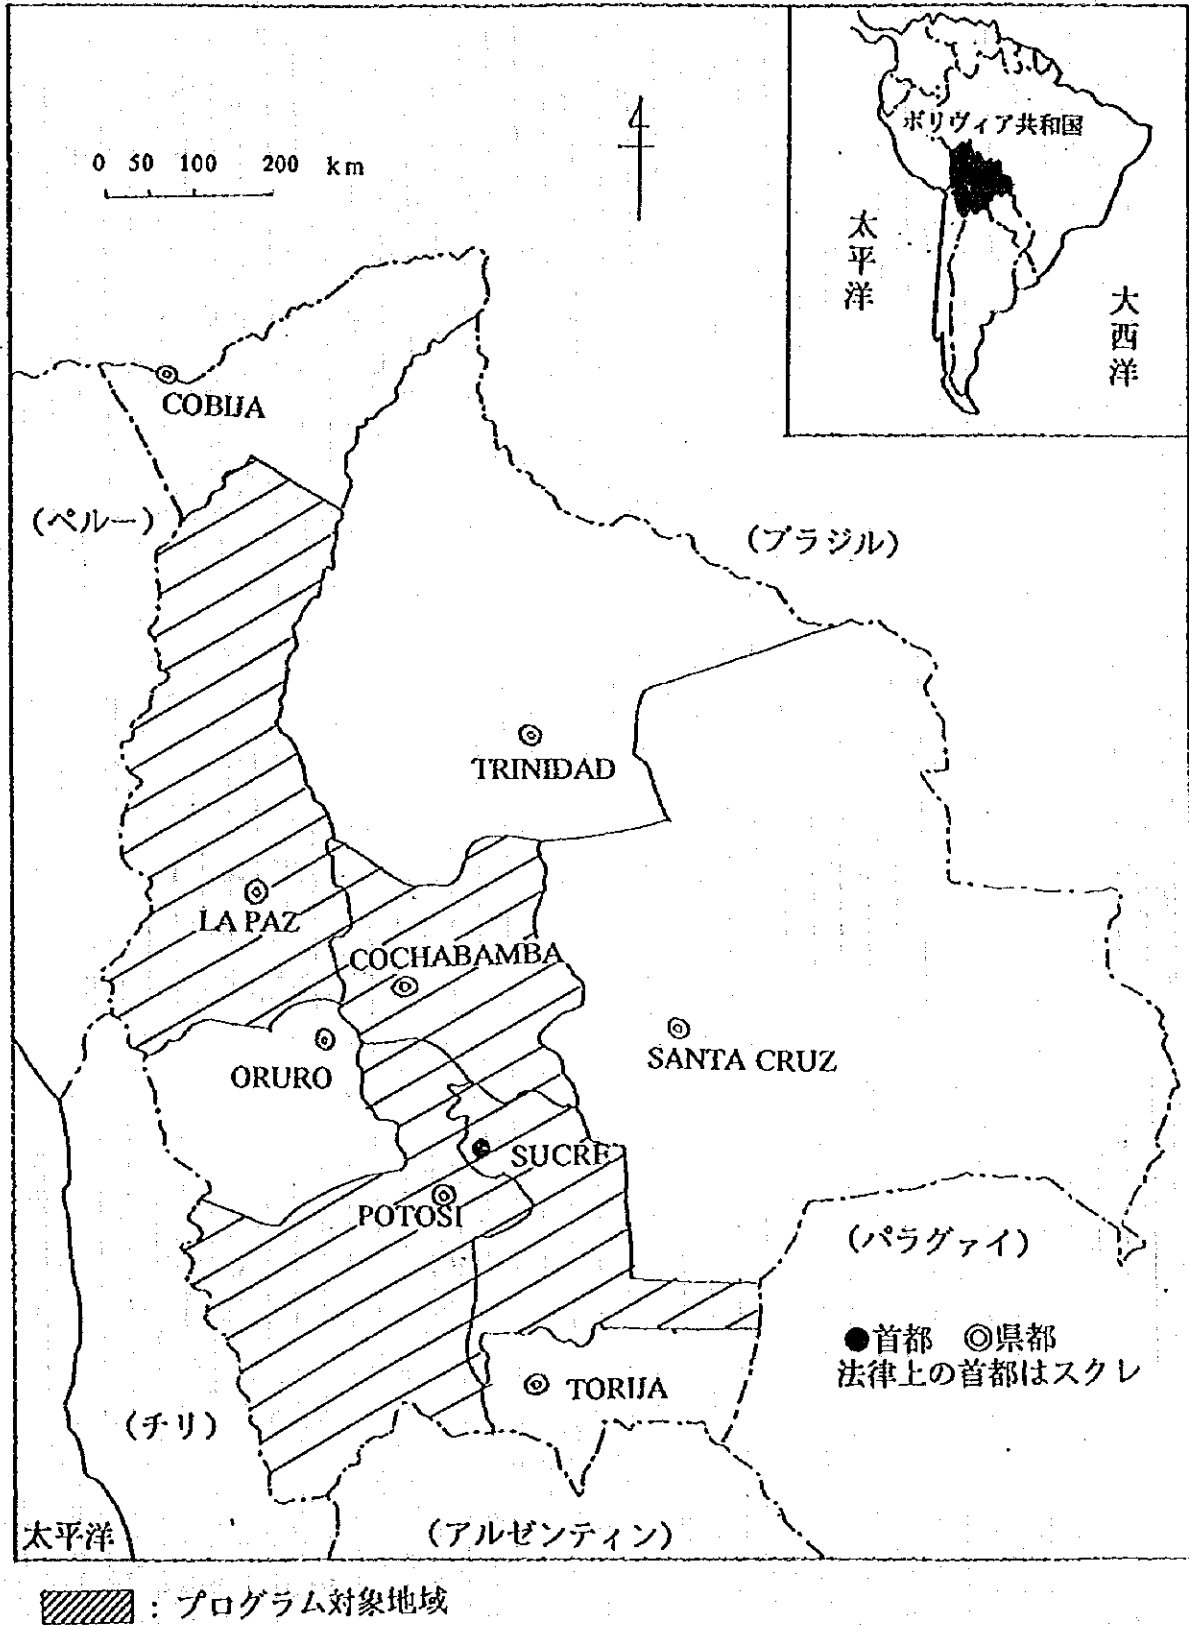 0 50 100 200 km
4
ボリヴィア共和国
太平洋
大西洋
COBIJA
(ペルー)
(ブラジル)
TRINIDAD
LA PAZ
COCHABAMBA
ORURO
SANTA CRUZ
SUCRE
POTOSI
(パラグァイ)
●首都 ◎県都
法律上の首都はスクレ
TORIJA
(チリ)
太平洋
(アルゼンティン)
:プログラム対象地域